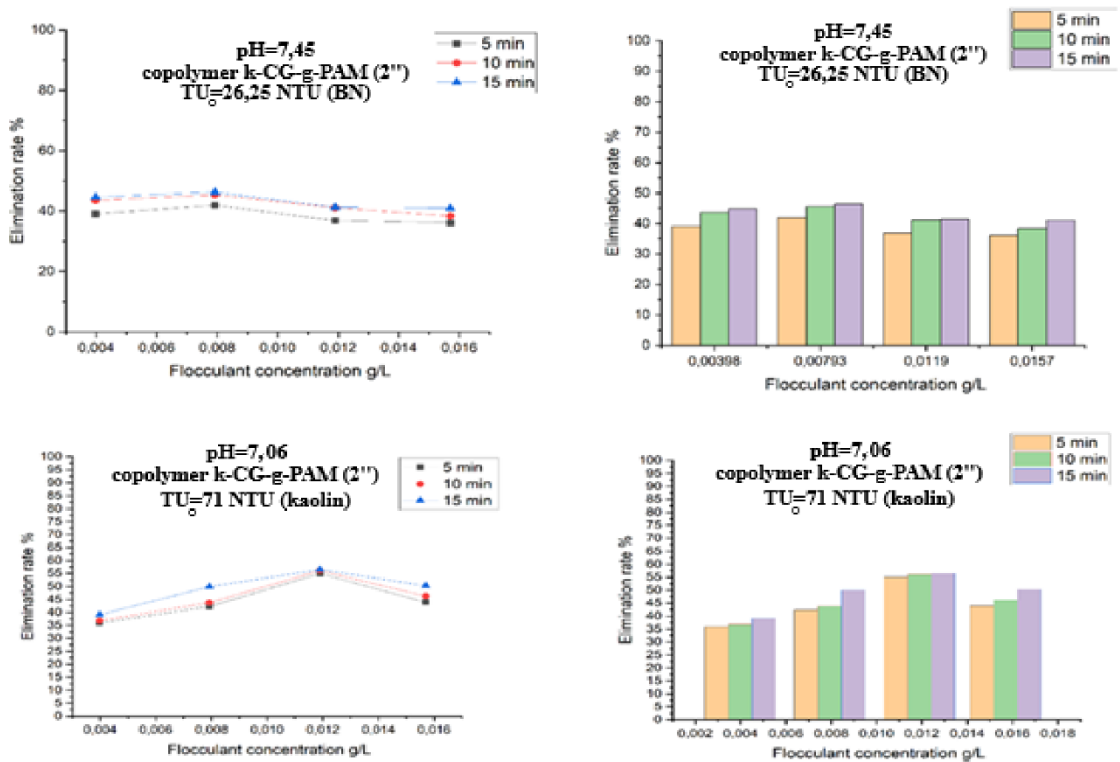 pH=7,45
copolymer k-CG-g-PAM (2'')
TU₀=26,25 NTU (BN)
5 min
10 min
15 min
Elimination rate %
100
80
60
40
20
0
0,004 0,006 0,008 0,010 0,012 0,014 0,016
Flocculant concentration g/L
pH=7,45
copolymer k-CG-g-PAM (2'')
TU₀=26,25 NTU (BN)
5 min
10 min
15 min
Elimination rate %
100
90
80
70
60
50
40
30
20
10
0
0,00398 0,00793 0,0119 0,0157
Flocculant concentration g/L
pH=7,06
copolymer k-CG-g-PAM (2'')
TU₀=71 NTU (kaolin)
5 min
10 min
15 min
Elimination rate %
100
95
90
85
80
75
70
65
60
55
50
45
40
35
30
25
20
15
10
5
0
0,004 0,006 0,008 0,010 0,012 0,014 0,016
Flocculant concentration g/L
pH=7,06
copolymer k-CG-g-PAM (2'')
TU₀=71 NTU (kaolin)
5 min
10 min
15 min
Elimination rate %
100
95
90
85
80
75
70
65
60
55
50
45
40
35
30
25
20
15
10
5
0
0,002 0,004 0,006 0,008 0,010 0,012 0,014 0,016 0,018
Flocculant concentration g/L